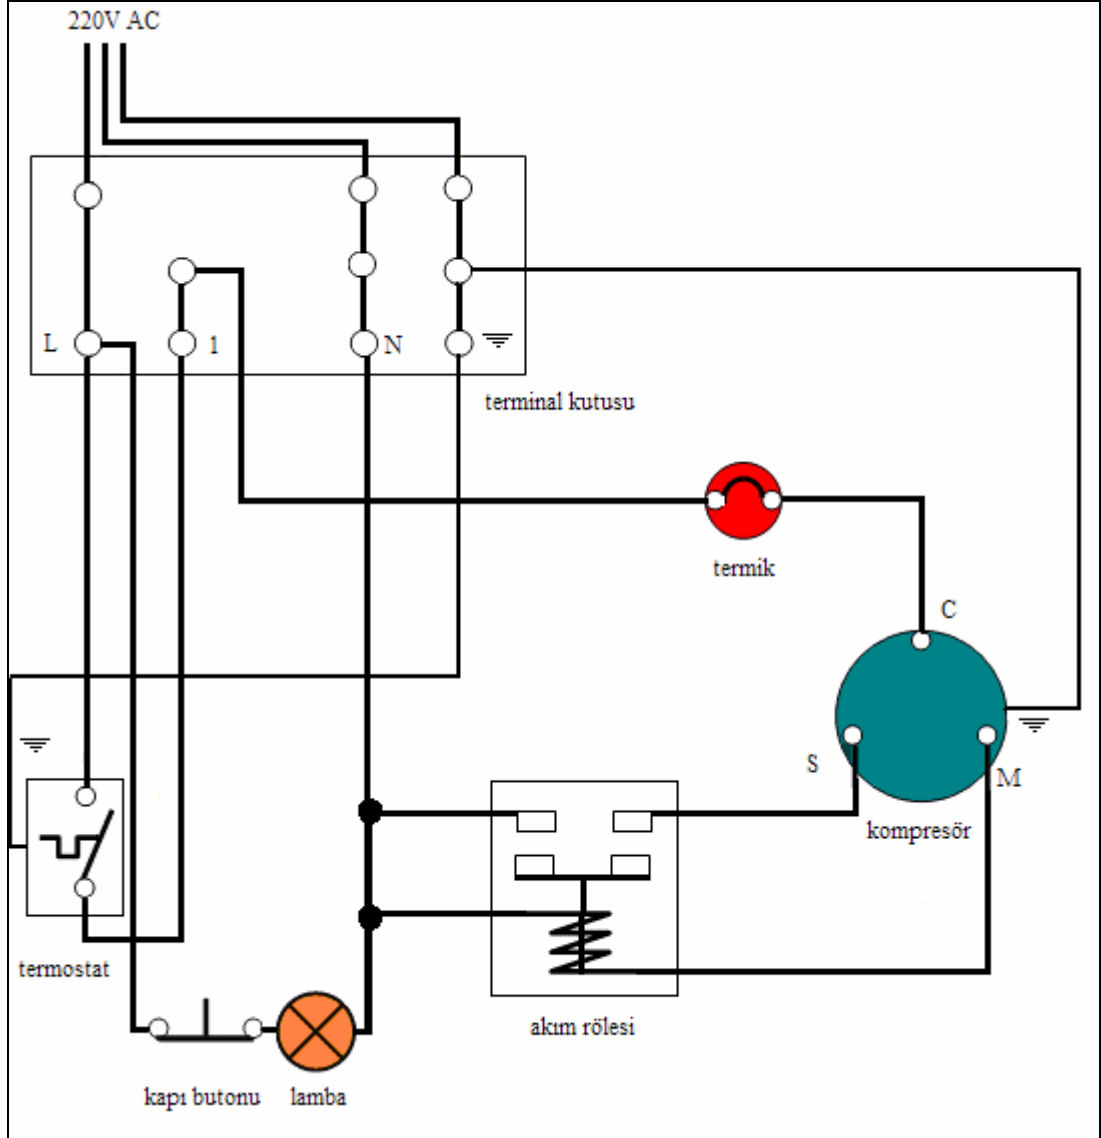 220V AC
L
1
N
terminal kutusu
termik
C
S
M
kompresör
termostat
akım rölesi
kapı butonu
lamba